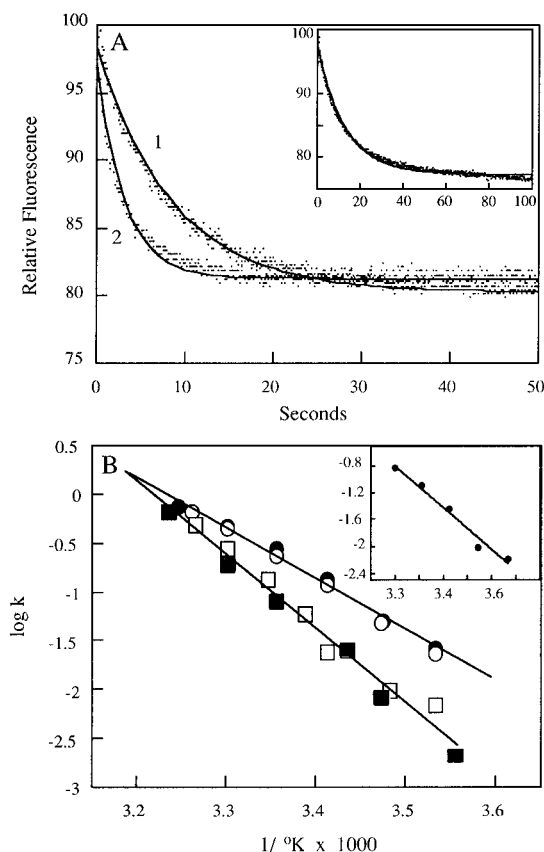 A
100
95
90
85
80
75
Relative Fluorescence
1
2
100
90
80
0 20 40 60 80 100
0 10 20 30 40 50
Seconds
B
0.5
0
-0.5
-1
-1.5
-2
-2.5
-3
log k
-0.8
-1.2
-1.6
-2
-2.4
3.3 3.4 3.5 3.6
3.2 3.3 3.4 3.5 3.6
1/ °K x 1000